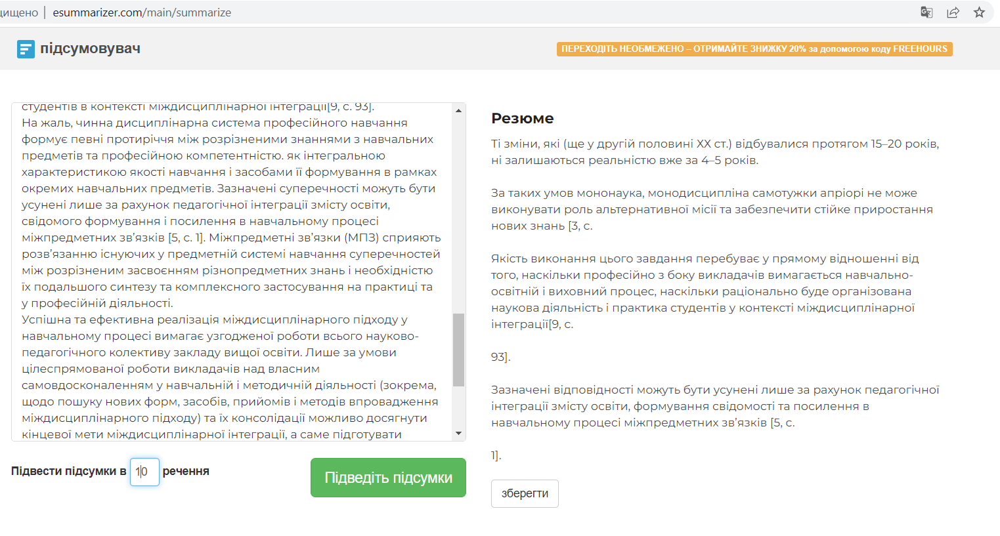 щищено | esummarizer.com/main/summarize
підсумовувач
ПЕРЕХОДІТЬ НЕОБМЕЖЕНО – ОТРИМАЙТЕ ЗНИЖКУ 20% за допомогою коду FREEHOURS
студентів в контексті міждисциплінарної інтеграції[9, с. 93].
На жаль, чинна дисциплінарна система професійного навчання
формує певні протиріччя між розрізненими знаннями з навчальних
предметів та професійною компетентністю. як інтегральною
характеристикою якості навчання і засобами її формування в рамках
окремих навчальних предметів. Зазначені суперечності можуть бути
усунені лише за рахунок педагогічної інтеграції змісту освіти,
свідомого формування і посилення в навчальному процесі
міжпредметних зв’язків [5, с. 1]. Міжпредметні зв’язки (МПЗ) сприяють
розв’язанню існуючих у предметній системі навчання суперечностей
між розрізненим засвоєнням різнопредметних знань і необхідністю
їх подальшого синтезу та комплексного застосування на практиці та
у професійній діяльності.
Успішна та ефективна реалізація міждисциплінарного підходу у
навчальному процесі вимагає узгодженої роботи всього науково-
педагогічного колективу закладу вищої освіти. Лише за умови
цілеспрямованої роботи викладачів над власним
самовдосконаленням у навчальній і методичній діяльності (зокрема,
щодо пошуку нових форм, засобів, прийомів і методів впровадження
міждисциплінарного підходу) та їх консолідації можливо досягнути
кінцевої мети міждисциплінарної інтеграції, а саме підготувати
Підвести підсумки в 10 речення
Підведіть підсумки
Резюме
Ті зміни, які (ще у другій половині XX ст.) відбувалися протягом 15–20 років,
ні залишаються реальністю вже за 4–5 років.
За таких умов мононаука, монодисципліна самотужки апріорі не може
виконувати роль альтернативної місії та забезпечити стійке приростання
нових знань [3, с.
Якість виконання цього завдання перебуває у прямому відношенні від
того, наскільки професійно з боку викладачів вимагається навчально-
освітній і виховний процес, наскільки раціонально буде організована
наукова діяльність і практика студентів у контексті міждисциплінарної
інтеграції[9, с.
93].
Зазначені відповідності можуть бути усунені лише за рахунок педагогічної
інтеграції змісту освіти, формування свідомості та посилення в
навчальному процесі міжпредметних зв’язків [5, с.
1].
зберегти